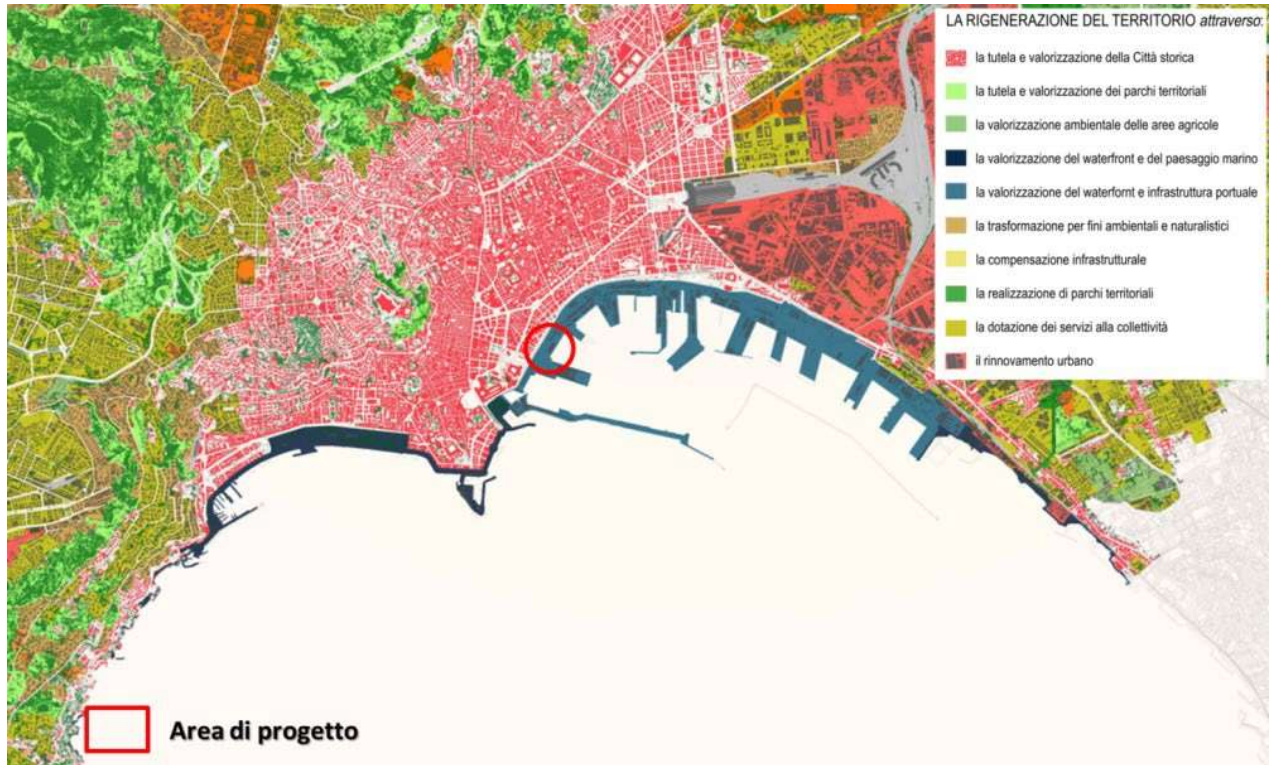 LA RIGENERAZIONE DEL TERRITORIO attraverso:
la tutela e valorizzazione della Città storica
la tutela e valorizzazione dei parchi territoriali
la valorizzazione ambientale delle aree agricole
la valorizzazione del waterfront e del paesaggio marino
la valorizzazione del waterfornt e infrastruttura portuale
la trasformazione per fini ambientali e naturalistici
la compensazione infrastrutturale
la realizzazione di parchi territoriali
la dotazione dei servizi alla collettività
il rinnovamento urbano
Area di progetto